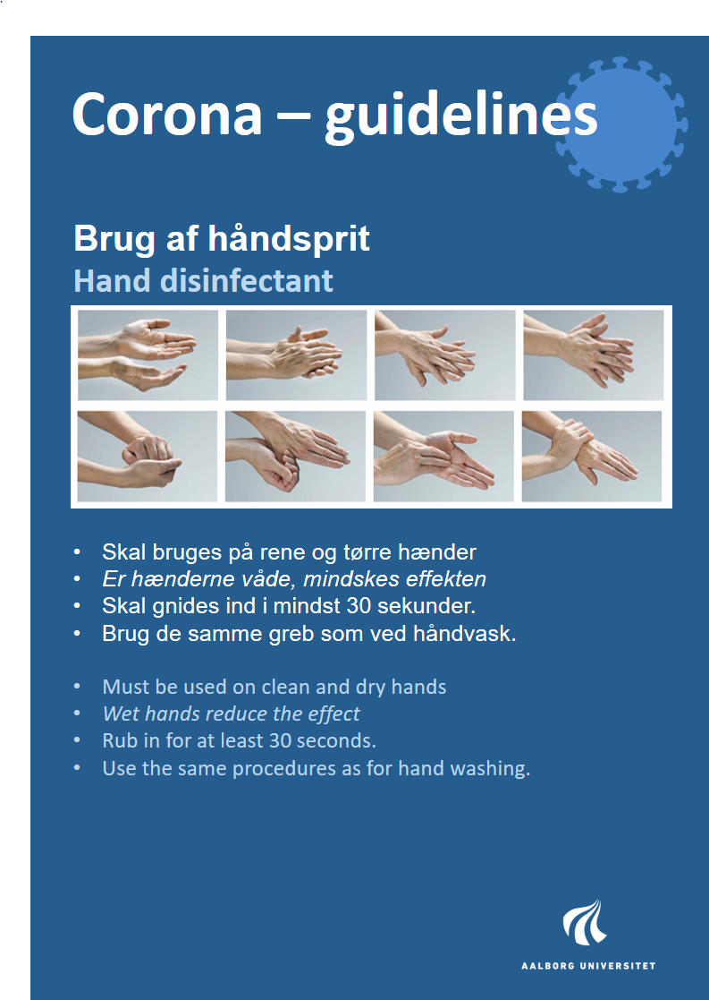 Corona – guidelines
Brug af håndsprit
Hand disinfectant
• Skal bruges på rene og tørre hænder
• Er hænderne våde, mindskes effekten
• Skal gnides ind i mindst 30 sekunder.
• Brug de samme greb som ved håndvask.
• Must be used on clean and dry hands
• Wet hands reduce the effect
• Rub in for at least 30 seconds.
• Use the same procedures as for hand washing.
AALBORG UNIVERSITET